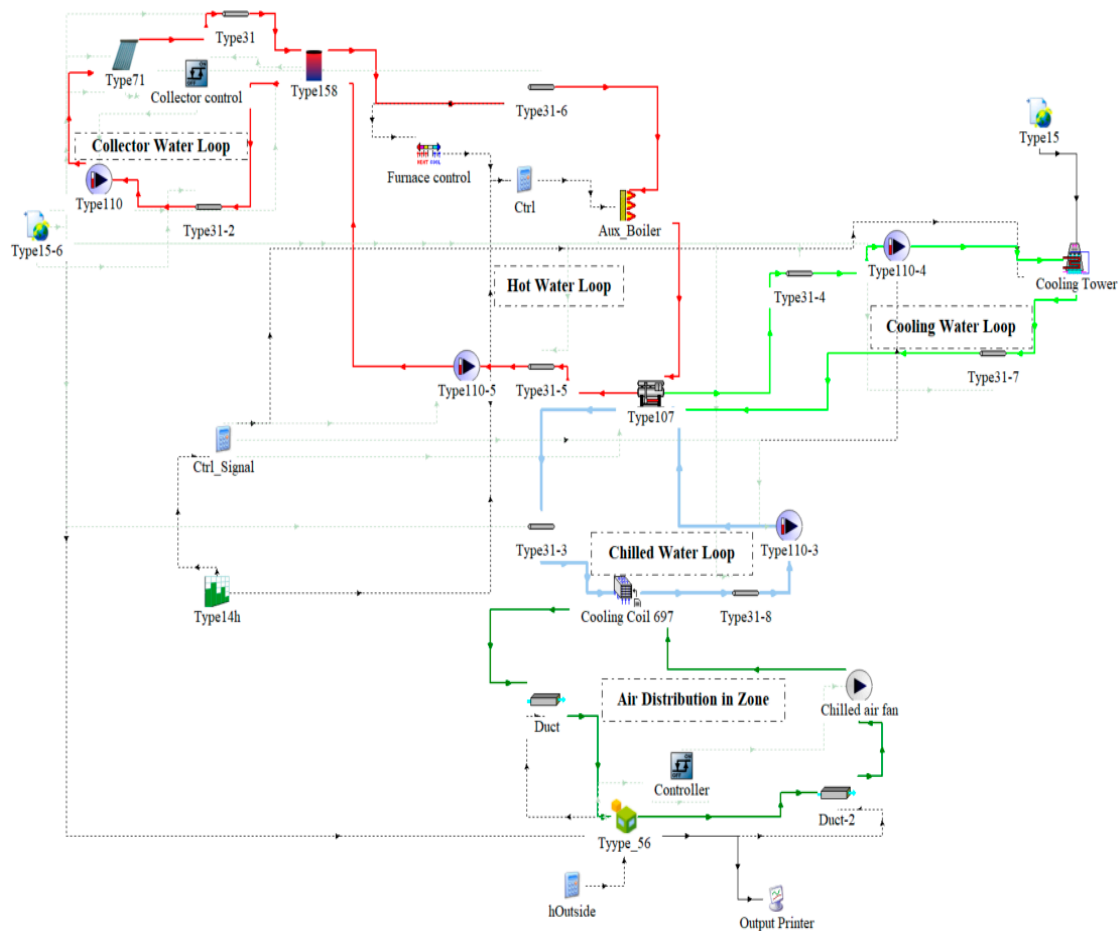 Type31
Type71
Collector control
Type158
Type31-6
Type15
Collector Water Loop
Furnace control
Ctrl
Type110
Type31-2
Aux_Boiler
Type15-6
Type110-4
Cooling Tower
Hot Water Loop
Type31-4
Cooling Water Loop
Type110-5
Type31-5
Type31-7
Type107
Ctrl_Signal
Type31-3
Chilled Water Loop
Type110-3
Type14h
Cooling Coil 697
Type31-8
Air Distribution in Zone
Chilled air fan
Duct
Controller
Duct-2
Tyype_56
hOutside
Output Printer